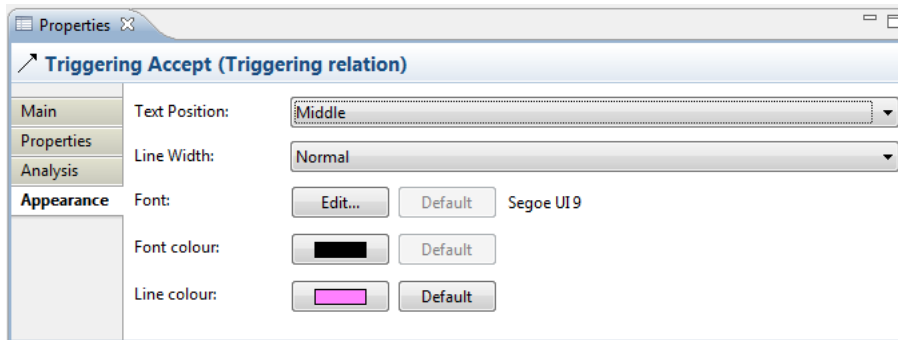 Properties
Triggering Accept (Triggering relation)
Main
Properties
Analysis
Appearance
Text Position:
Middle
Line Width:
Normal
Font:
Edit...
Default
Segoe UI 9
Font colour:
Default
Line colour:
Default